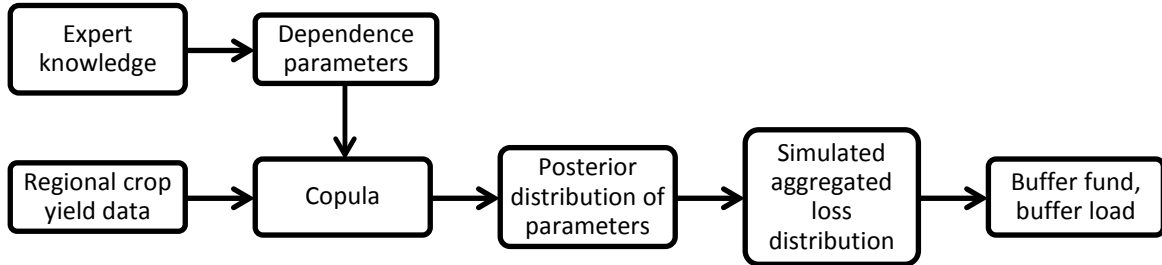 Expert
knowledge
Dependence
parameters
Regional crop
yield data
Copula
Posterior
distribution of
parameters
Simulated
aggregated
loss
distribution
Buffer fund,
buffer load